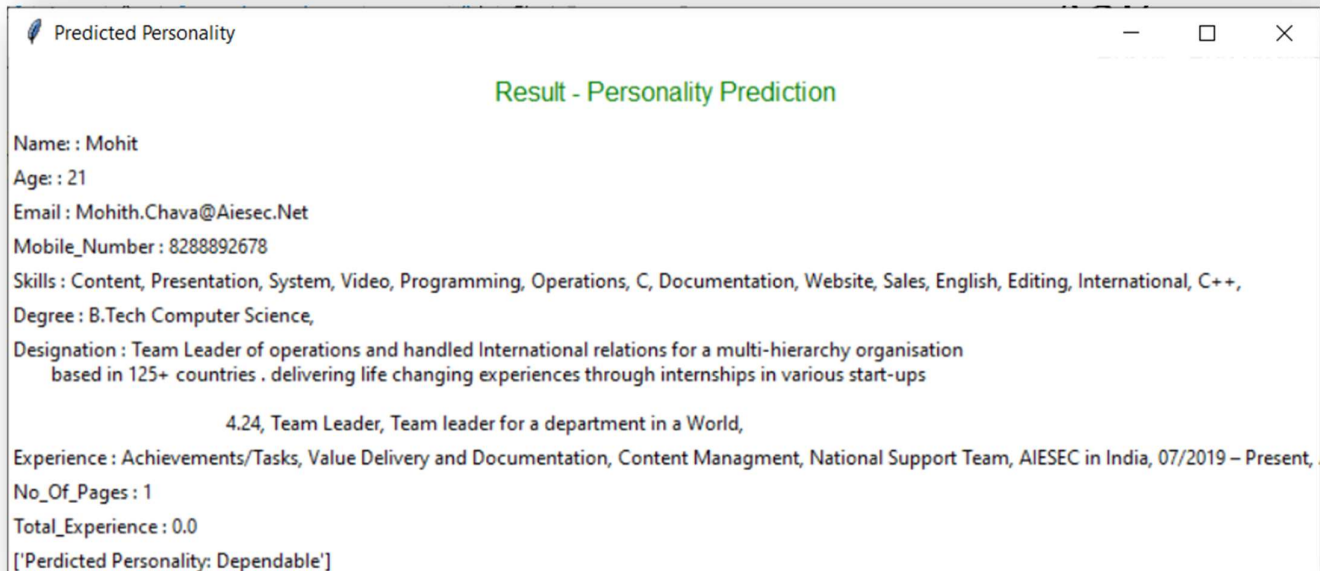 Predicted Personality
Result - Personality Prediction
Name: : Mohit
Age: : 21
Email : Mohith.Chava@Aiesec.Net
Mobile_Number : 8288892678
Skills : Content, Presentation, System, Video, Programming, Operations, C, Documentation, Website, Sales, English, Editing, International, C++,
Degree : B.Tech Computer Science,
Designation : Team Leader of operations and handled International relations for a multi-hierarchy organisation
based in 125+ countries . delivering life changing experiences through internships in various start-ups
4.24, Team Leader, Team leader for a department in a World,
Experience : Achievements/Tasks, Value Delivery and Documentation, Content Managment, National Support Team, AIESEC in India, 07/2019 – Present,
No_Of_Pages : 1
Total_Experience : 0.0
['Perdicted Personality: Dependable']